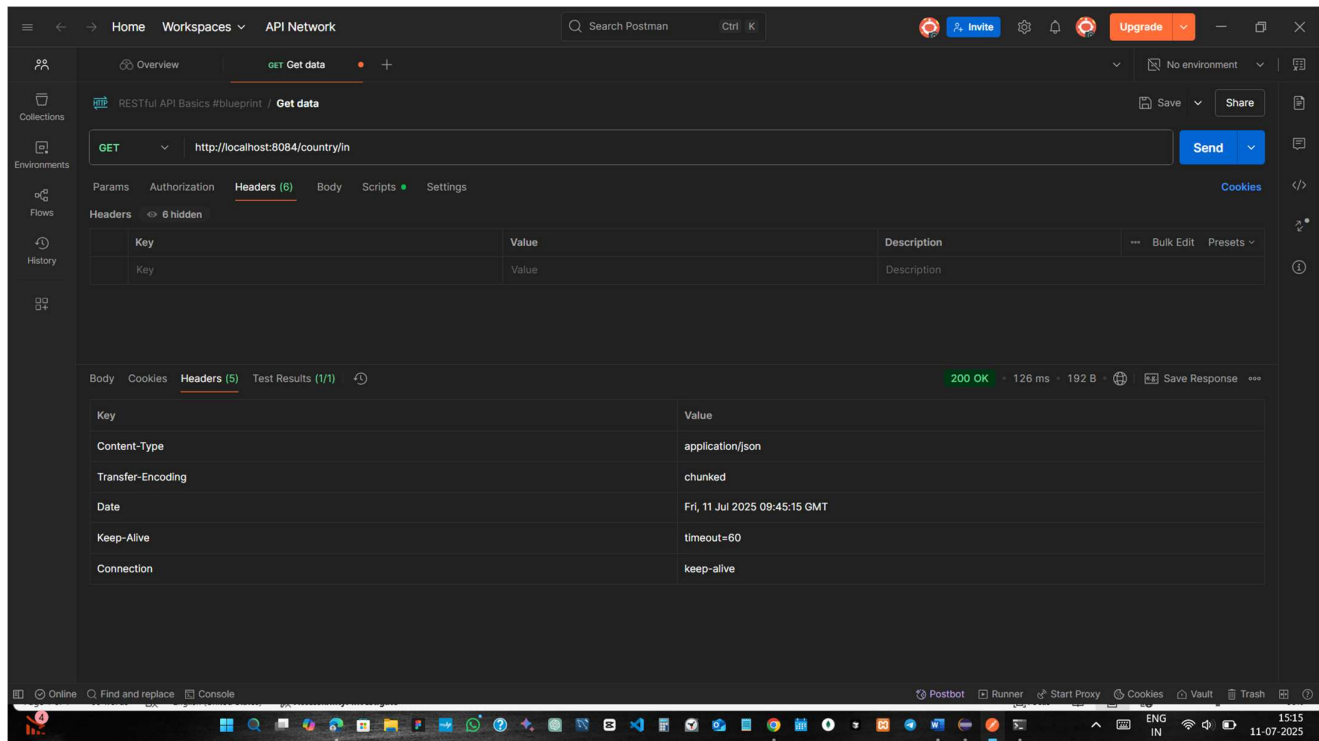 Home Workspaces API Network Search Postman Ctrl K Invite Upgrade
Overview GET Get data No environment
HTTP RESTful API Basics #blueprint / Get data Save Share
Collections
GET http://localhost:8084/country/in Send
Environments
Params Authorization Headers (6) Body Scripts Settings Cookies
Flows
Headers 6 hidden
Key Value Description Bulk Edit Presets
History
Key Value Description
Body Cookies Headers (5) Test Results (1/1) 200 OK 126 ms 192 B e.g. Save Response
Key Value
Content-Type application/json
Transfer-Encoding chunked
Date Fri, 11 Jul 2025 09:45:15 GMT
Keep-Alive timeout=60
Connection keep-alive
Online Find and replace Console Postbot Runner Start Proxy Cookies Vault Trash
4 ENG 15:15
IN 11-07-2025